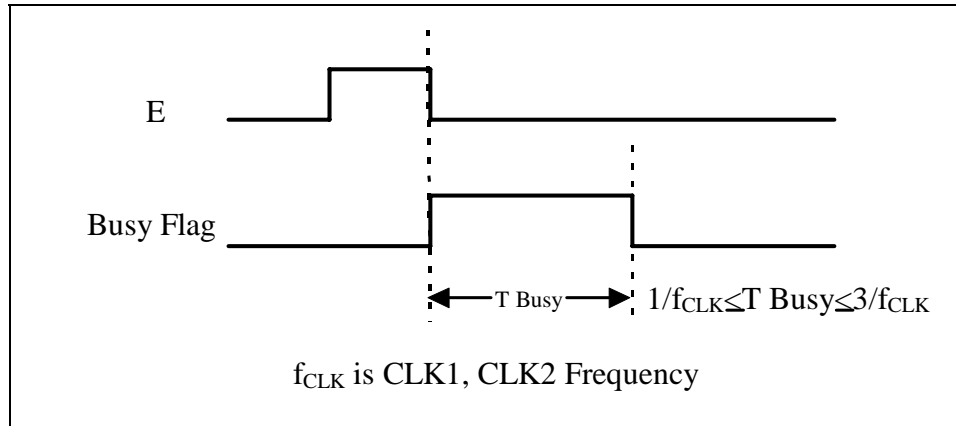 E
Busy Flag
T Busy
1/fCLK≤T Busy≤3/fCLK
fCLK is CLK1, CLK2 Frequency